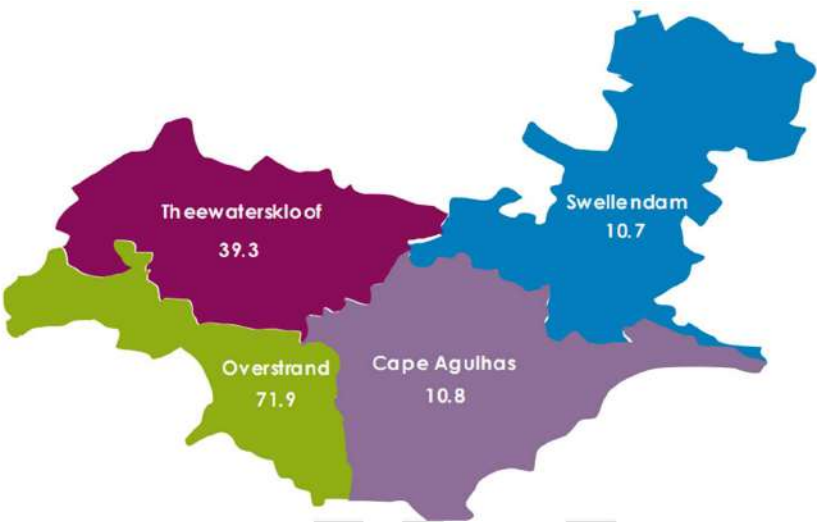 Theewaterskloof
39.3
Swellendam
10.7
Overstrand
71.9
Cape Agulhas
10.8